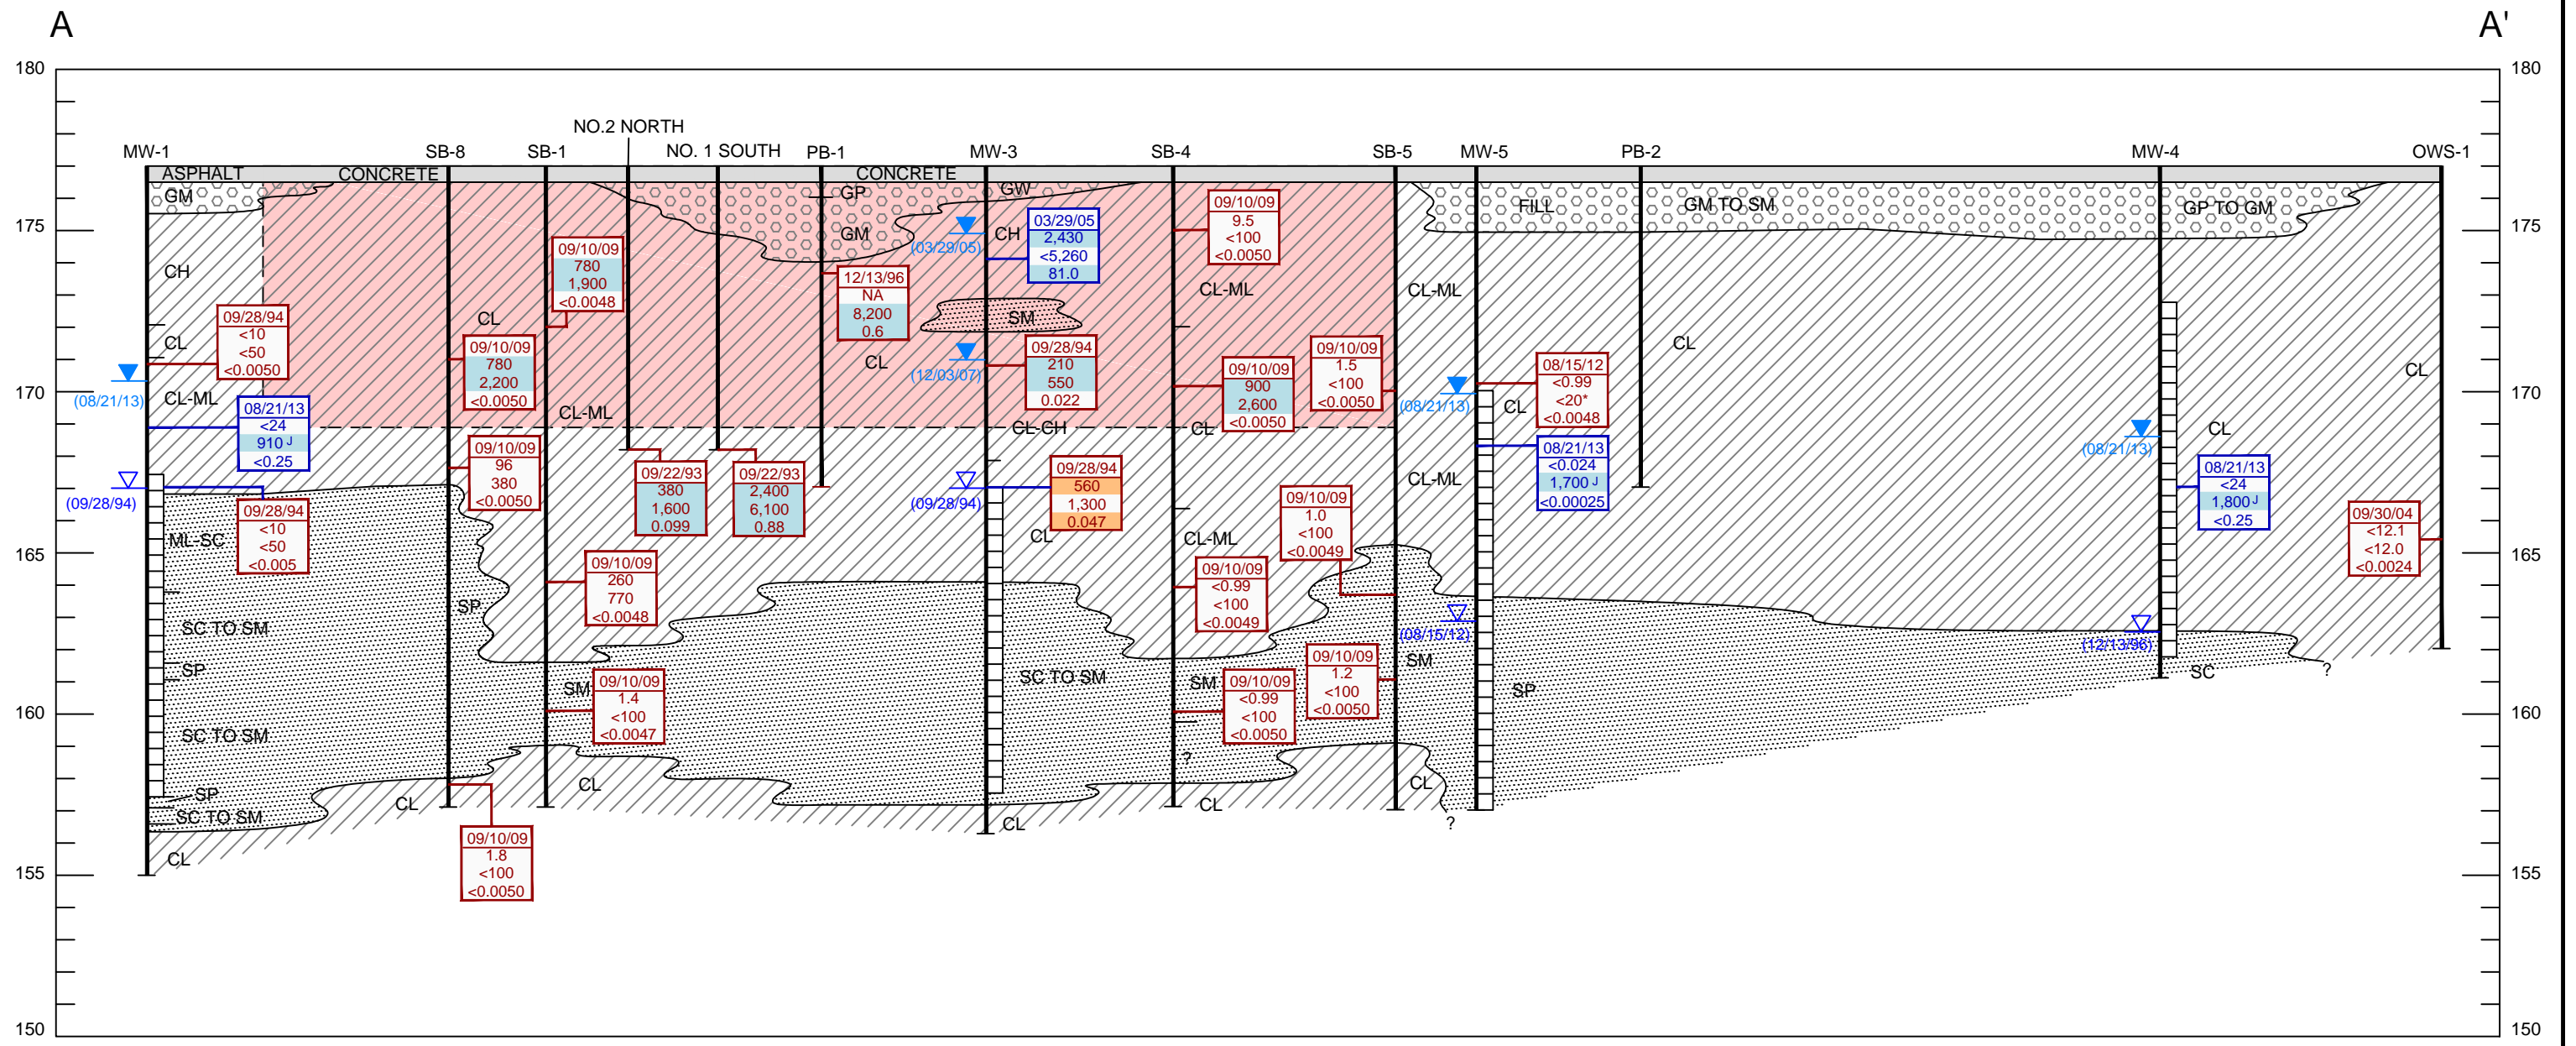 A
A'
180
180
NO.2 NORTH
MW-1
SB-8
SB-1
NO. 1 SOUTH
PB-1
MW-3
SB-4
SB-5
MW-5
PB-2
MW-4
OWS-1
ASPHALT
CONCRETE
CONCRETE
GM
GP
GW
FILL
GM TO SM
GP TO GM
175
175
GM
(03/29/05)
CH
03/29/05
2,430
<5,260
81.0
09/10/09
9.5
<100
<0.0050
CH
09/10/09
780
1,900
<0.0048
12/13/96
NA
8,200
0.6
CL-ML
CL-ML
CL
09/28/94
<10
<50
<0.0050
CL
09/10/09
780
2,200
<0.0050
SM
CL
(12/03/07)
09/28/94
210
550
0.022
09/10/09
900
2,600
<0.0050
09/10/09
1.5
<100
<0.0050
08/15/12
<0.99
<20*
<0.0048
CL
CL
170
170
(08/21/13)
CL-ML
CL-ML
(08/21/13)
CL
08/21/13
<24
910 J
<0.25
CL-CH
CL
CL
(08/21/13)
09/10/09
96
380
<0.0050
09/22/93
380
1,600
0.099
09/22/93
2,400
6,100
0.88
09/28/94
560
1,300
0.047
08/21/13
<0.024
1,700 J
<0.00025
08/21/13
<24
1,800 J
<0.25
CL-ML
(09/28/94)
(09/28/94)
09/28/94
<10
<50
<0.005
ML-SC
CL
CL-ML
09/10/09
1.0
<100
<0.0049
09/30/04
<12.1
<12.0
<0.0024
165
165
09/10/09
260
770
<0.0048
09/10/09
<0.99
<100
<0.0049
SP
SC TO SM
(08/15/12)
(12/13/96)
SP
SM
09/10/09
1.4
<100
<0.0047
SC TO SM
SM
09/10/09
<0.99
<100
<0.0050
09/10/09
1.2
<100
<0.0050
SM
SP
SC
?
160
160
SC TO SM
?
CL
CL
SP
CL
CL
SC TO SM
CL
?
CL
09/10/09
1.8
<100
<0.0050
155
155
150
150